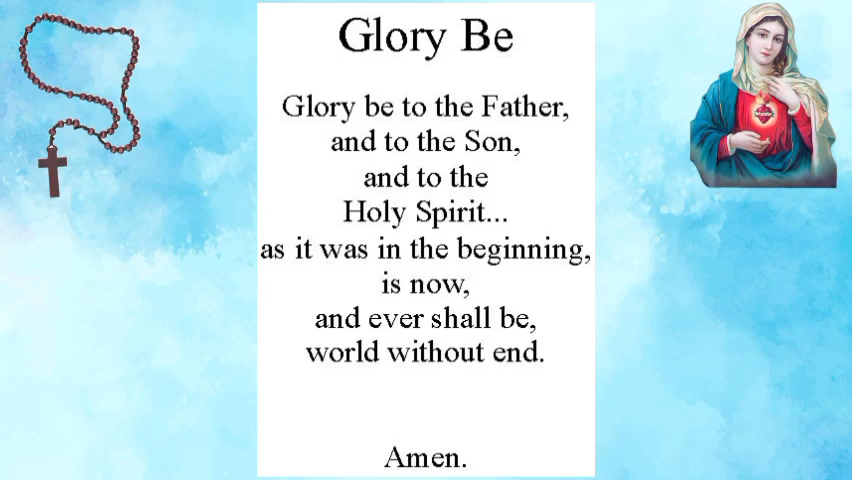 Glory Be
Glory be to the Father,
and to the Son,
and to the
Holy Spirit...
as it was in the beginning,
is now,
and ever shall be,
world without end.
Amen.